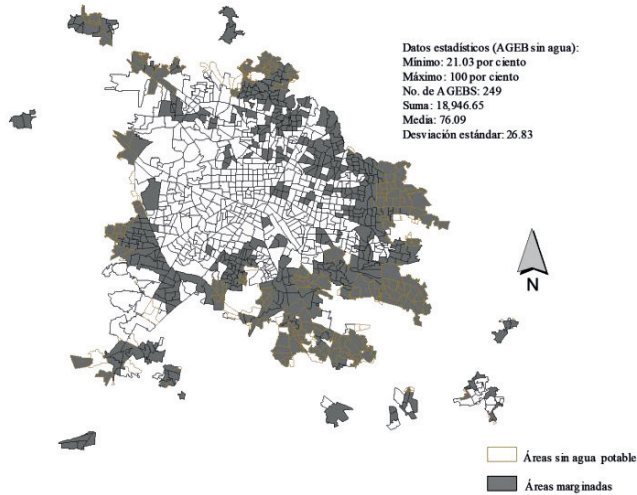 Datos estadísticos (AGEB sin agua):
Mínimo: 21.03 por ciento
Máximo: 100 por ciento
No. de AGEBS: 249
Suma: 18,946.65
Media: 76.09
Desviación estándar: 26.83
N
Áreas sin agua potable
Áreas marginadas